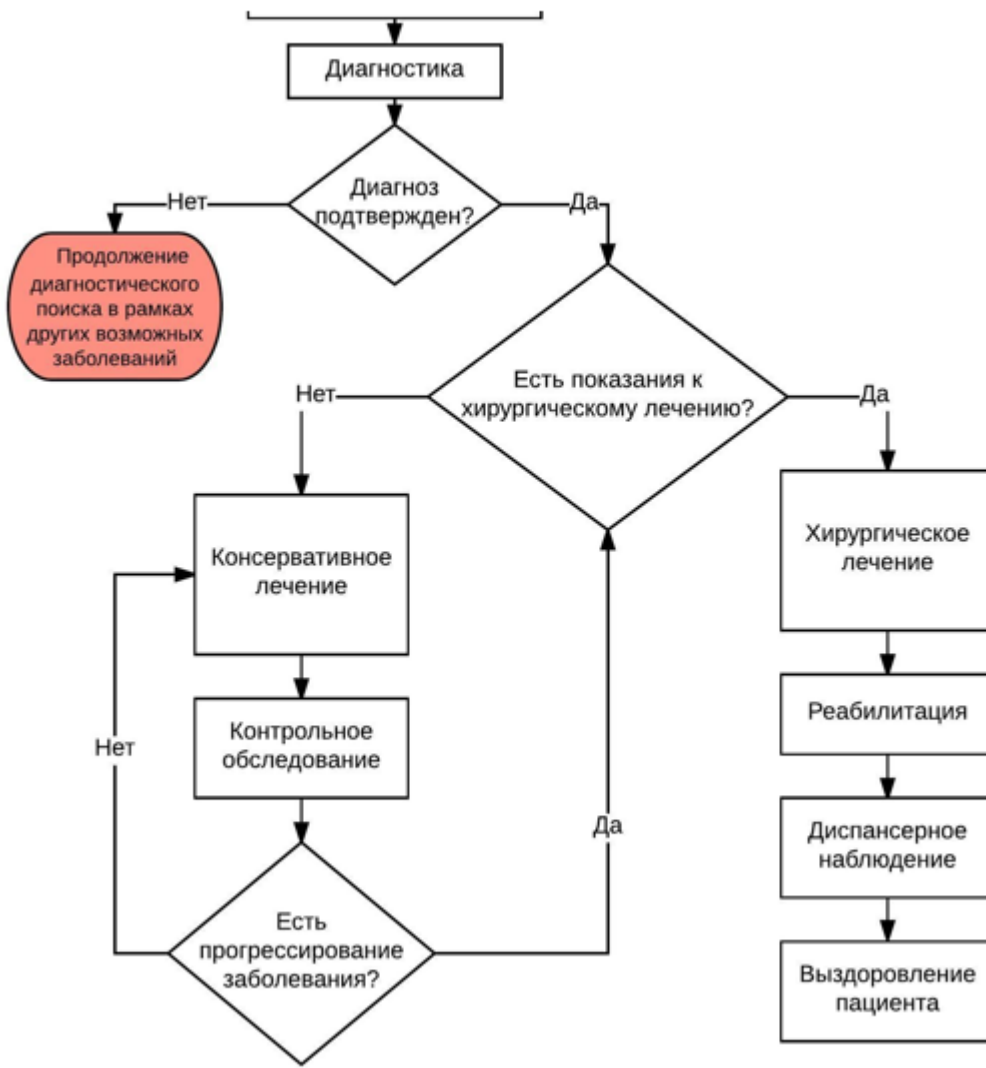 Диагностика
Диагноз
подтвержден?
Нет
Да
Продолжение
диагностического
поиска в рамках
других возможных
заболеваний
Есть показания к
хирургическому лечению?
Нет
Да
Консервативное
лечение
Хирургическое
лечение
Контрольное
обследование
Реабилитация
Нет
Да
Диспансерное
наблюдение
Есть
прогрессирование
заболевания?
Выздоровление
пациента